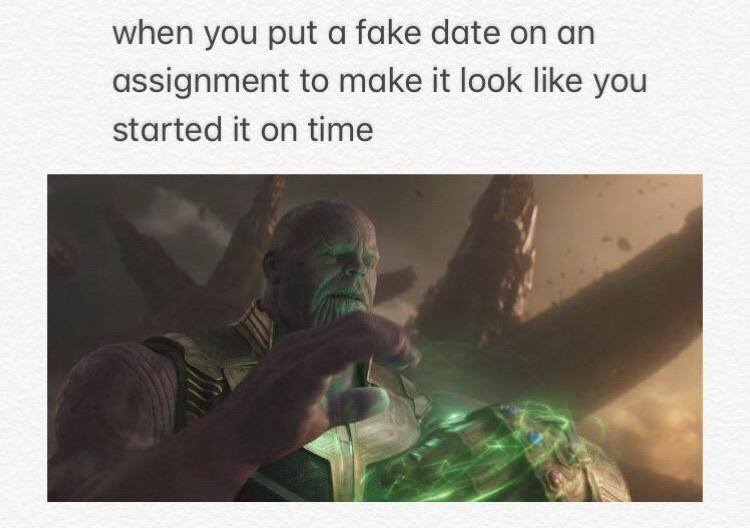 when you put a fake date on an
assignment to make it look like you
started it on time